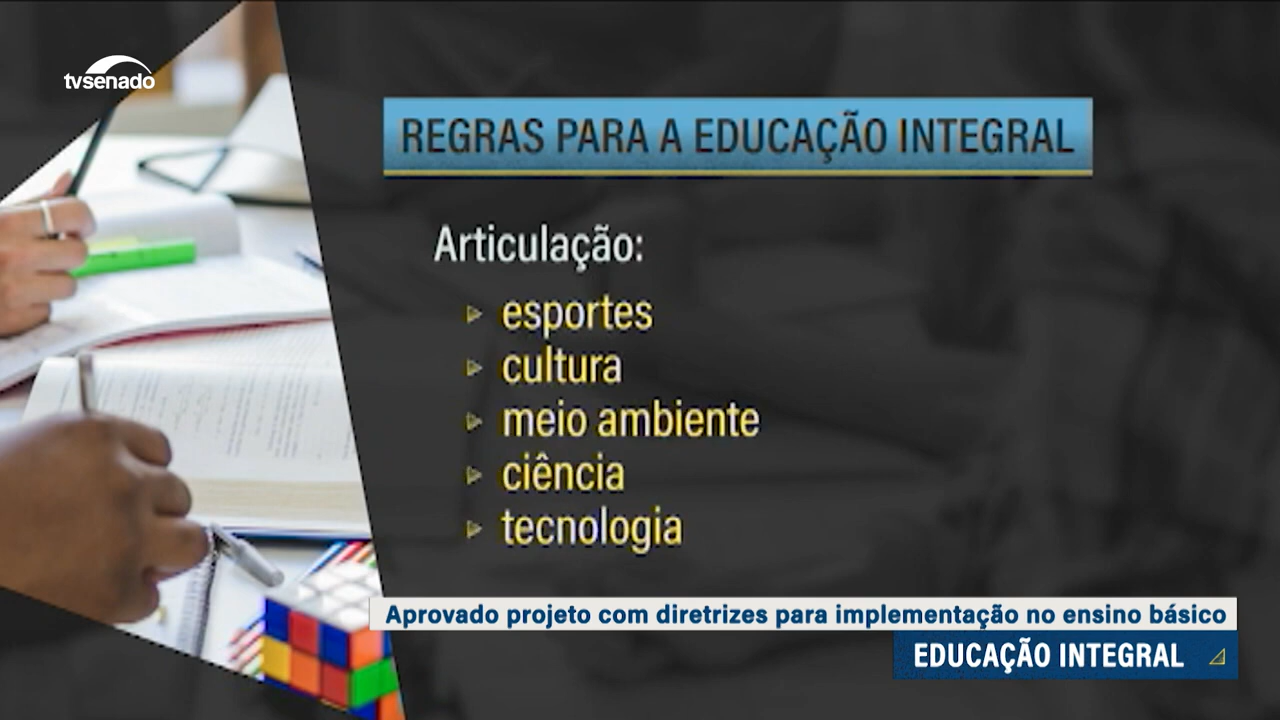 tvsenado
REGRAS PARA A EDUCAÇÃO INTEGRAL
Articulação:
esportes
cultura
meio ambiente
ciência
tecnologia
Aprovado projeto com diretrizes para implementação no ensino básico
EDUCAÇÃO INTEGRAL